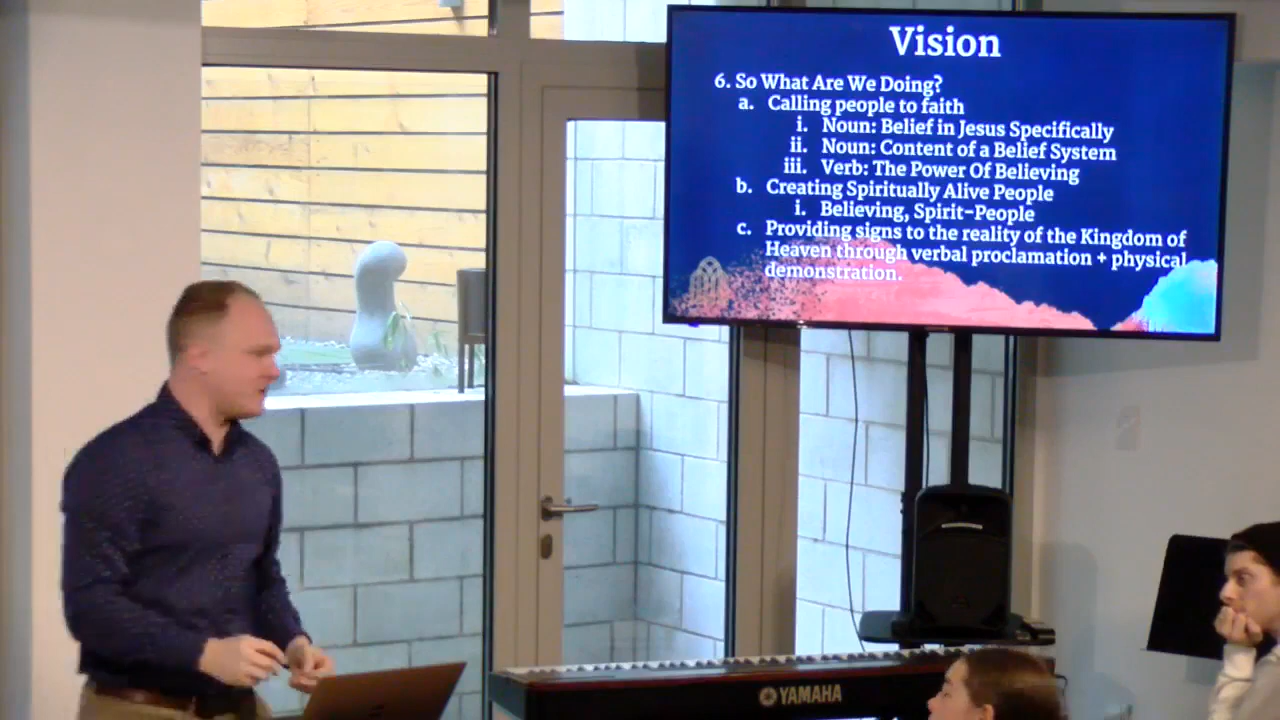 Vision
6. So What Are We Doing?
a. Calling people to faith
i. Noun: Belief in Jesus Specifically
ii. Noun: Content of a Belief System
iii. Verb: The Power Of Believing
b. Creating Spiritually Alive People
i. Believing, Spirit-People
c. Providing signs to the reality of the Kingdom of
Heaven through verbal proclamation + physical
demonstration.
YAMAHA